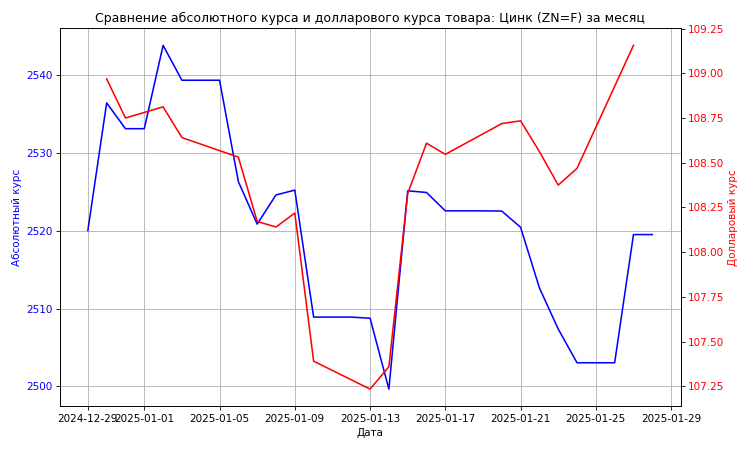 Сравнение абсолютного курса и долларового курса товара: Цинк (ZN=F) за месяц
Абсолютный курс
2540
2530
2520
2510
2500
109.25
109.00
108.75
108.50
108.25
108.00
107.75
107.50
107.25
Долларовый курс
2024-12-29 2025-01-01 2025-01-05 2025-01-09 2025-01-13 2025-01-17 2025-01-21 2025-01-25 2025-01-29
Дата